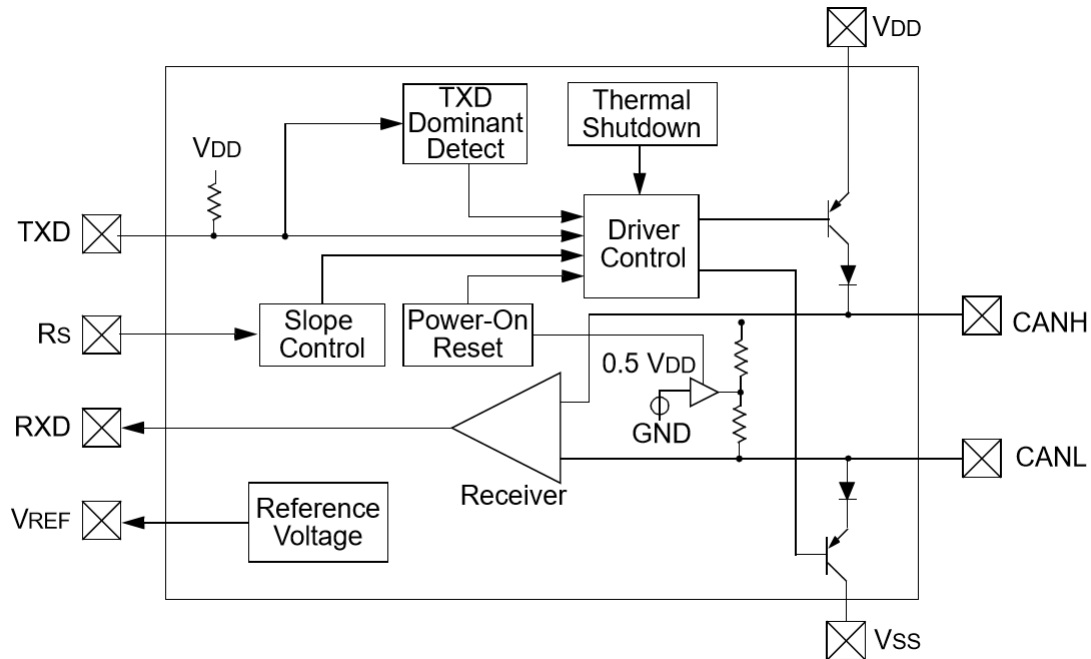 VDD
TXD
Dominant
Detect
Thermal
Shutdown
VDD
TXD
Driver
Control
RS
Slope
Control
Power-On
Reset
CANH
0.5 VDD
RXD
GND
CANL
Receiver
VREF
Reference
Voltage
VSS